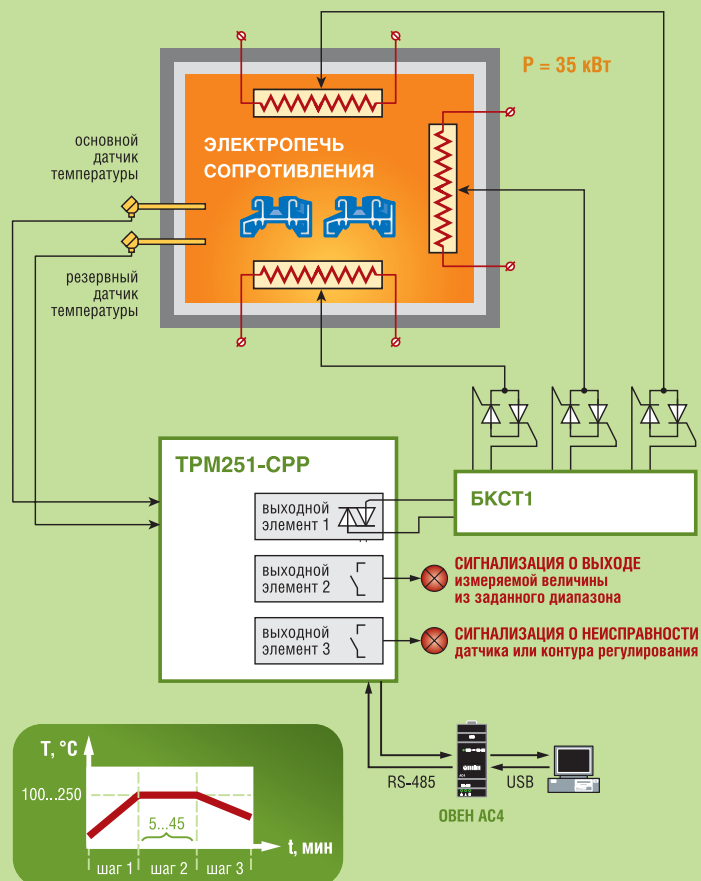 P = 35 кВт
ЭЛЕКТРОПЕЧЬ
СОПРОТИВЛЕНИЯ
основной
датчик
температуры
резервный
датчик
температуры
ТРМ251-СРР
выходной
элемент 1
БКСТ1
выходной
элемент 2
СИГНАЛИЗАЦИЯ О ВЫХОДЕ
измеряемой величины
из заданного диапазона
выходной
элемент 3
СИГНАЛИЗАЦИЯ О НЕИСПРАВНОСТИ
датчика или контура регулирования
T, °C
100...250
5...45
t, мин
шаг 1
шаг 2
шаг 3
RS-485
USB
ОВЕН АС4